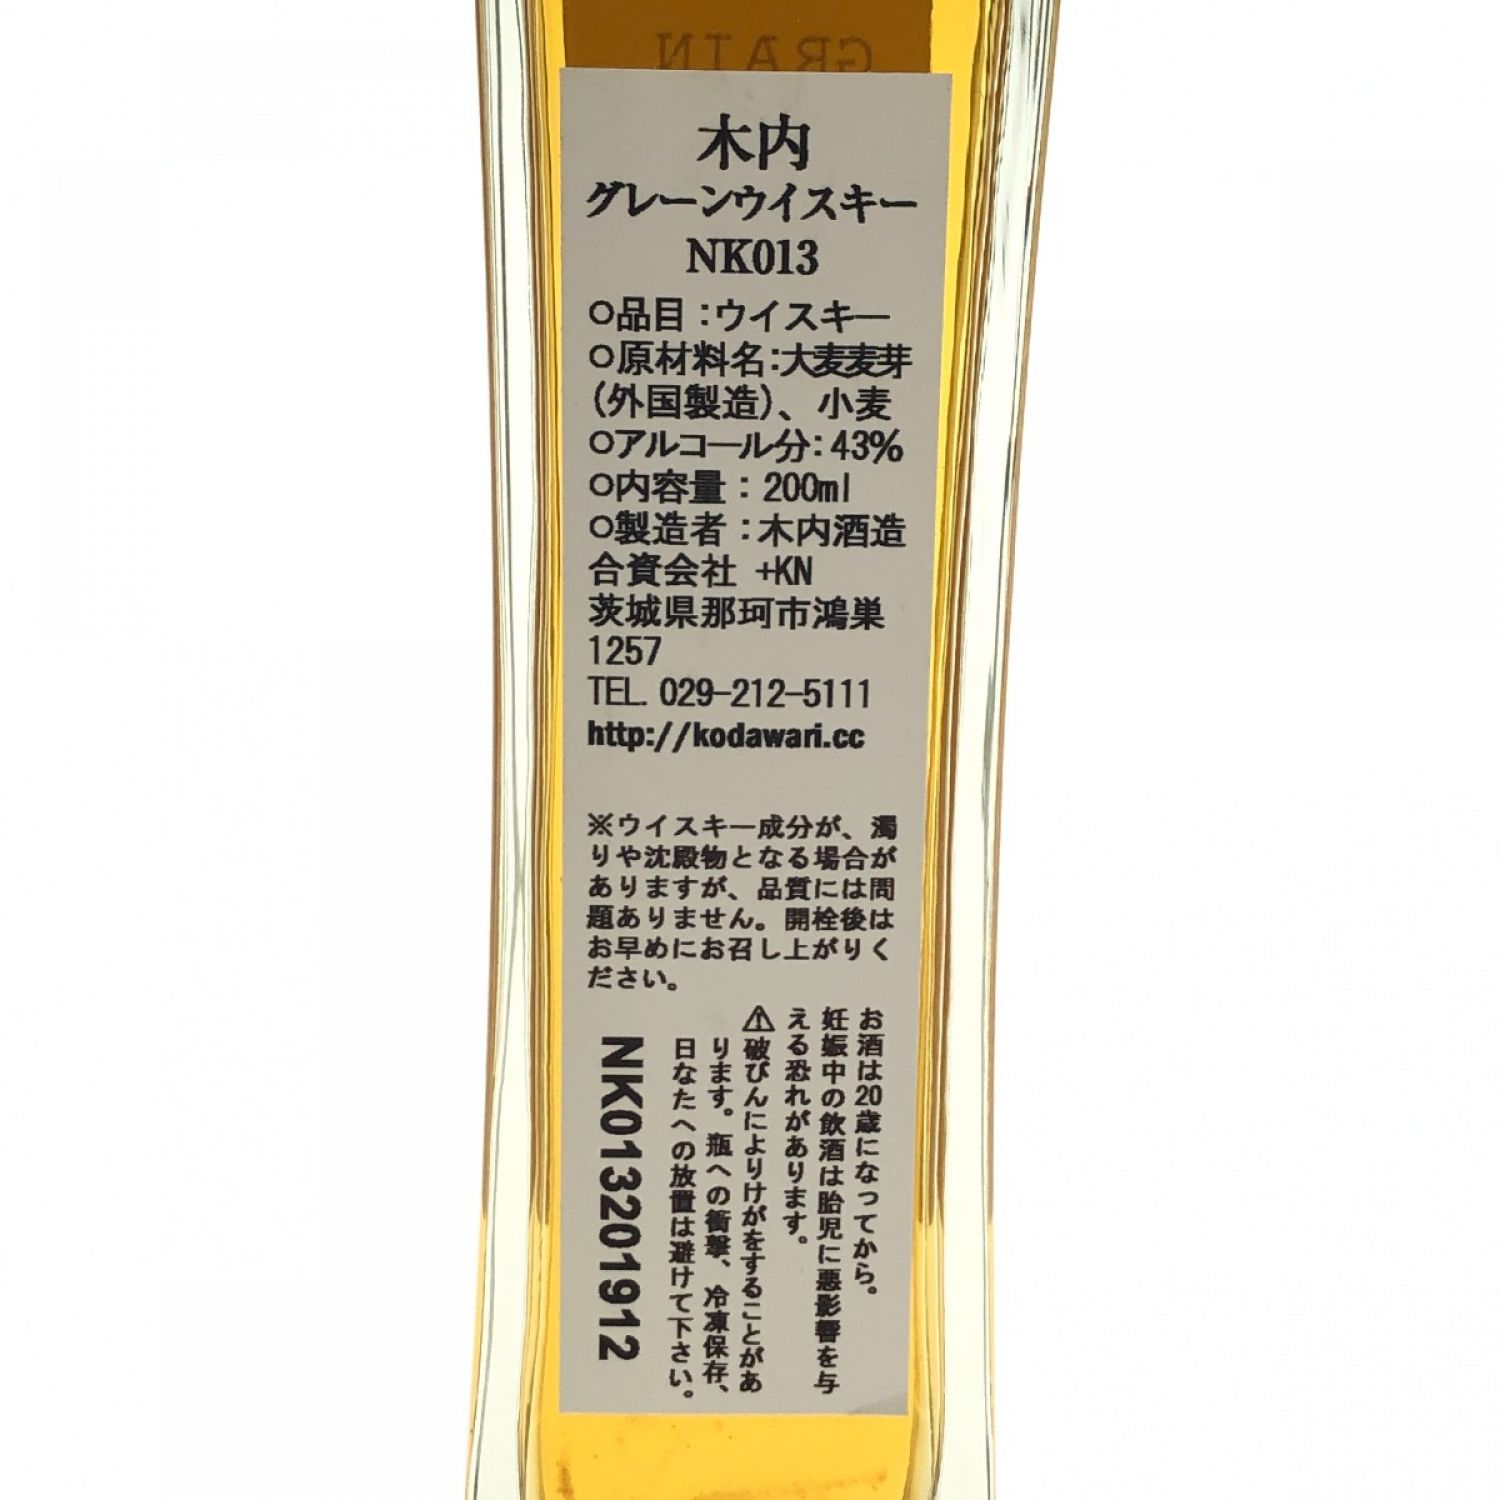 GRAIN
木内
グレーンウイスキー
NK013
○品目：ウイスキー
○原材料名：大麦麦芽
（外国製造）、小麦
○アルコール分：43%
○内容量：200ml
○製造者：木内酒造
合資会社 +KN
茨城県那珂市鴻巣
1257
TEL. 029-212-5111
http://kodawari.cc
※ウイスキー成分が、濁
りや沈殿物となる場合が
ありますが、品質には問
題ありません。開栓後は
お早めにお召し上がりく
ださい。
お酒は20歳になってから。
妊娠中の飲酒は胎児に悪影響を与
える恐れがあります。
⚠破びんによりけがをすることがあ
ります。瓶への衝撃、冷凍保存、
日なたへの放置は避けて下さい。
NK013201912